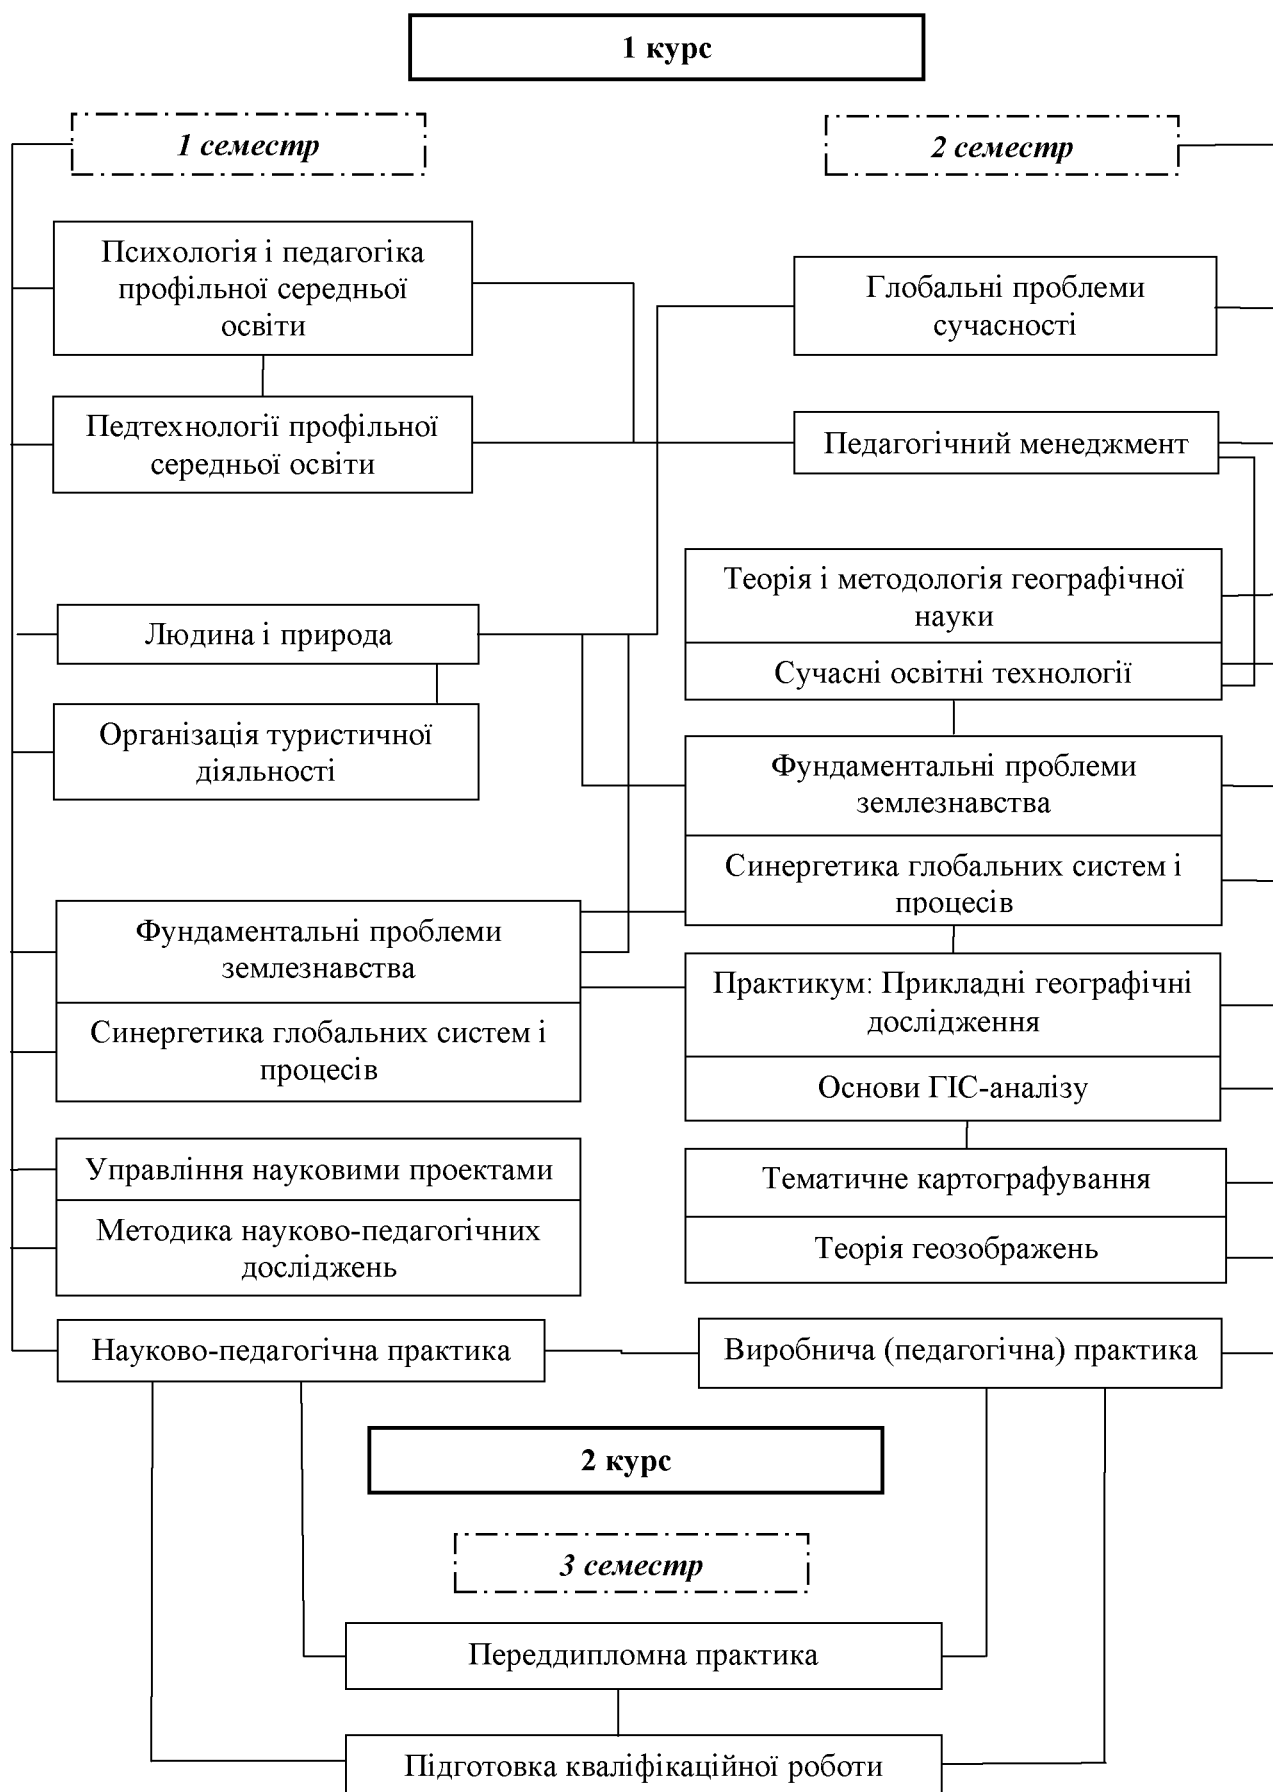 1 курс
1 семестр
2 семестр
Психологія і педагогіка
профільної середньої
освіти
Глобальні проблеми
сучасності
Педтехнології профільної
середньої освіти
Педагогічний менеджмент
Теорія і методологія географічної
науки
Сучасні освітні технології
Людина і природа
Організація туристичної
діяльності
Фундаментальні проблеми
землезнавства
Синергетика глобальних систем і
процесів
Фундаментальні проблеми
землезнавства
Синергетика глобальних систем і
процесів
Практикум: Прикладні географічні
дослідження
Основи ГІС-аналізу
Управління науковими проектами
Методика науково-педагогічних
досліджень
Тематичне картографування
Теорія геозображень
Науково-педагогічна практика
Виробнича (педагогічна) практика
2 курс
3 семестр
Переддипломна практика
Підготовка кваліфікаційної роботи